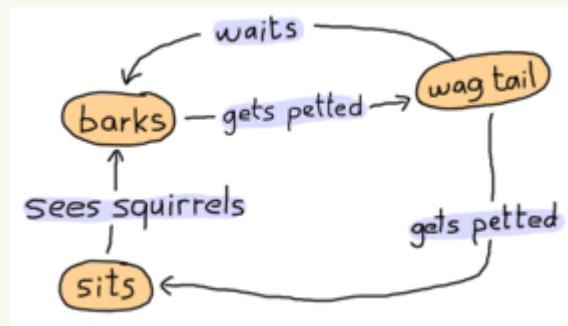 waits
wag tail
barks
gets petted
sees squirrels
gets petted
sits